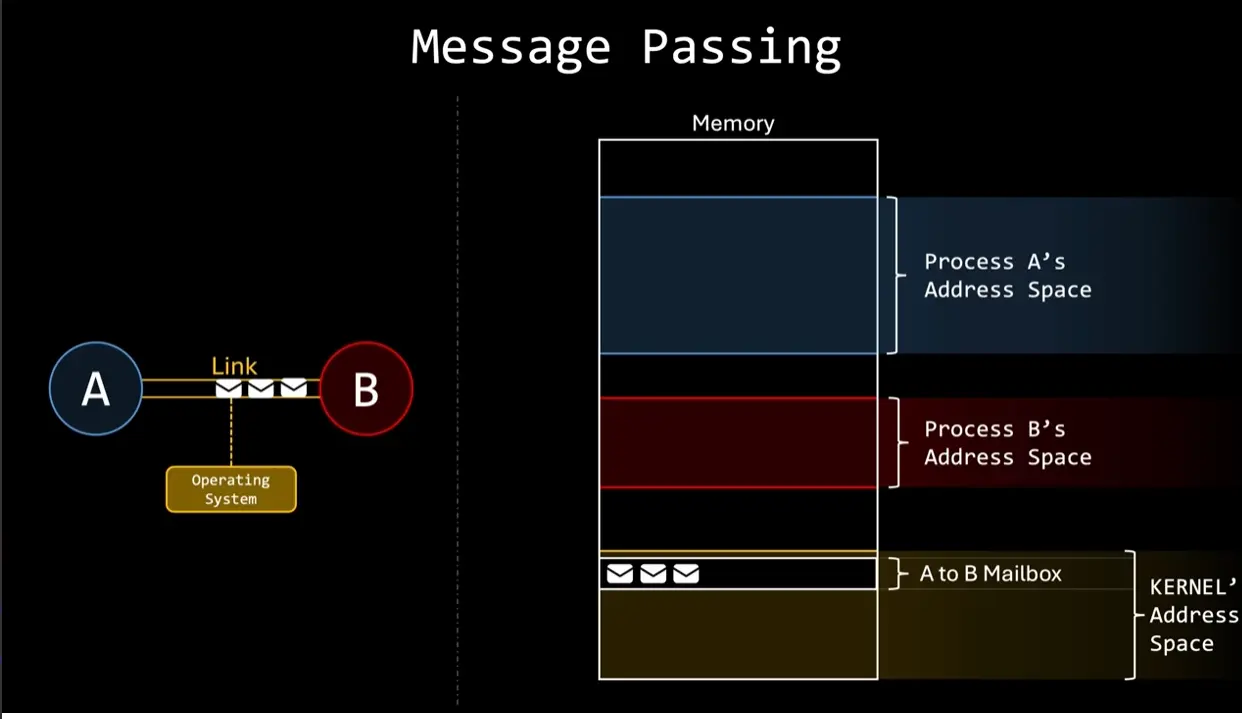 Message Passing
Memory
Process A’s
Address Space
Link
A
B
Operating
System
Process B’s
Address Space
A to B Mailbox
KERNEL’
Address
Space